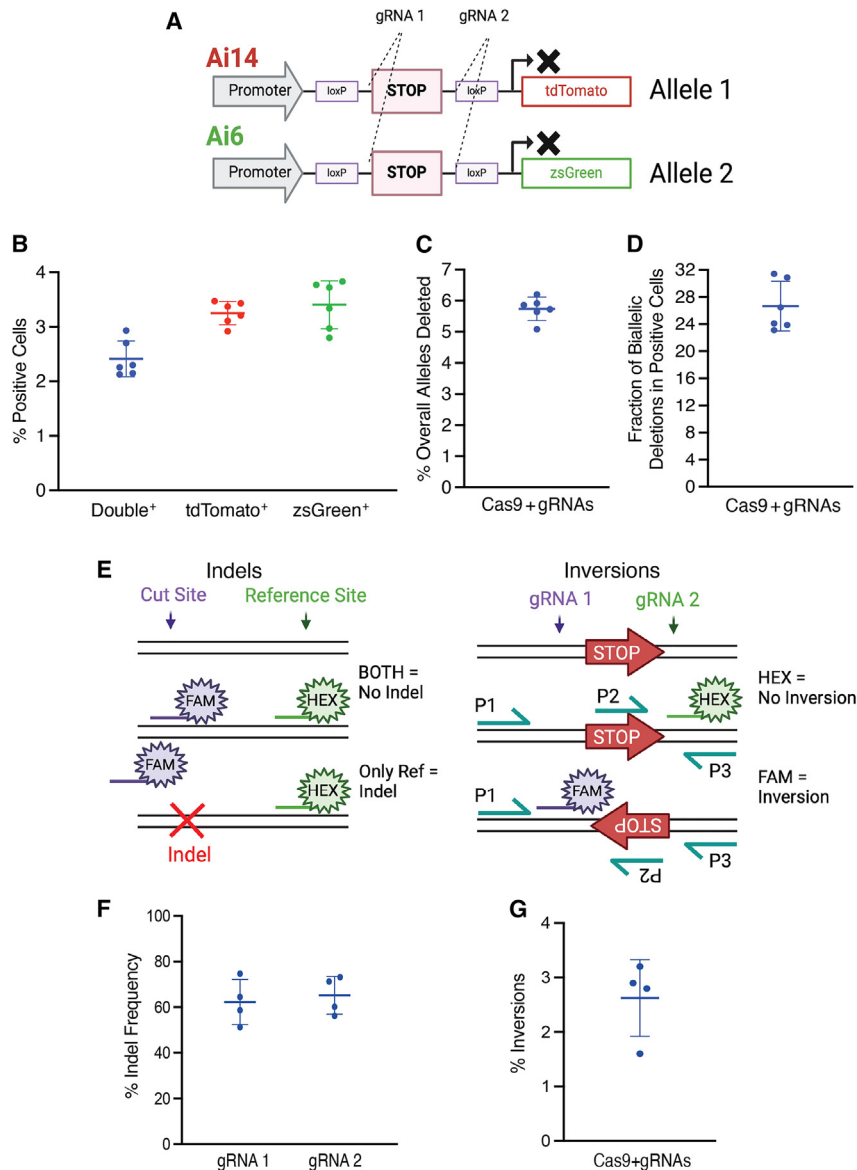 A
gRNA 1
gRNA 2
Ai14
Promoter
loxP
STOP
loxP
tdTomato
Allele 1
Ai6
Promoter
loxP
STOP
loxP
zsGreen
Allele 2
B
% Positive Cells
4
3
2
1
0
Double+
tdTomato+
zsGreen+
C
% Overall Alleles Deleted
7
6
5
4
3
2
1
0
Cas9+gRNAs
D
Fraction of Biallelic
Deletions in Positive Cells
32
28
24
20
16
12
8
4
0
Cas9+gRNAs
E
Indels
Cut Site
Reference Site
FAM
HEX
BOTH =
No Indel
FAM
HEX
Only Ref =
Indel
Indel
Inversions
gRNA 1
gRNA 2
STOP
P1
P2
HEX
HEX =
No Inversion
STOP
P3
P1
FAM
FAM =
Inversion
STOP
P2
P3
F
% Indel Frequency
100
80
60
40
20
0
gRNA 1
gRNA 2
G
% Inversions
4
3
2
1
0
Cas9+gRNAs